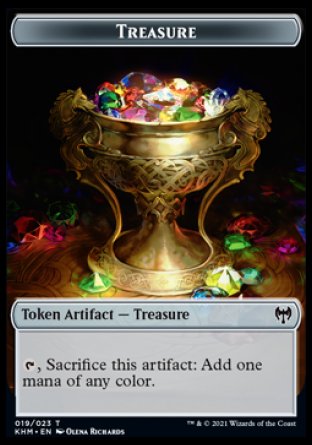 Treasure
Token Artifact — Treasure
, Sacrifice this artifact: Add one
mana of any color.
019/023 T
KHM • EN Olena Richards
™ & © 2021 Wizards of the Coast